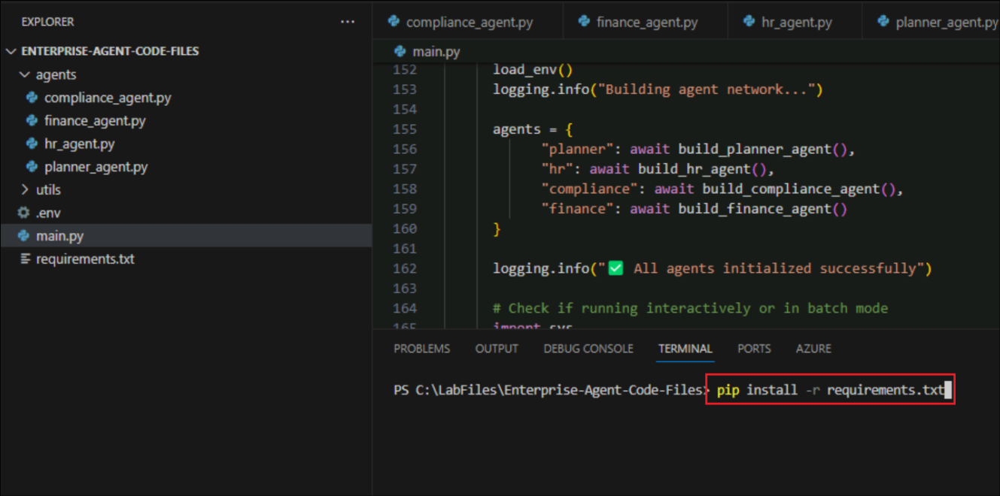 EXPLORER
...
ENTERPRISE-AGENT-CODE-FILES
agents
compliance_agent.py
finance_agent.py
hr_agent.py
planner_agent.py
utils
.env
main.py
requirements.txt
compliance_agent.py finance_agent.py hr_agent.py planner_agent.py
main.py
152 load_env()
153 logging.info("Building agent network...")
154
155 agents = {
156 "planner": await build_planner_agent(),
157 "hr": await build_hr_agent(),
158 "compliance": await build_compliance_agent(),
159 "finance": await build_finance_agent()
160 }
161
162 logging.info("✅ All agents initialized successfully")
163
164 # Check if running interactively or in batch mode
165 import sys
PROBLEMS OUTPUT DEBUG CONSOLE TERMINAL PORTS AZURE
PS C:\LabFiles\Enterprise-Agent-Code-Files> pip install -r requirements.txt